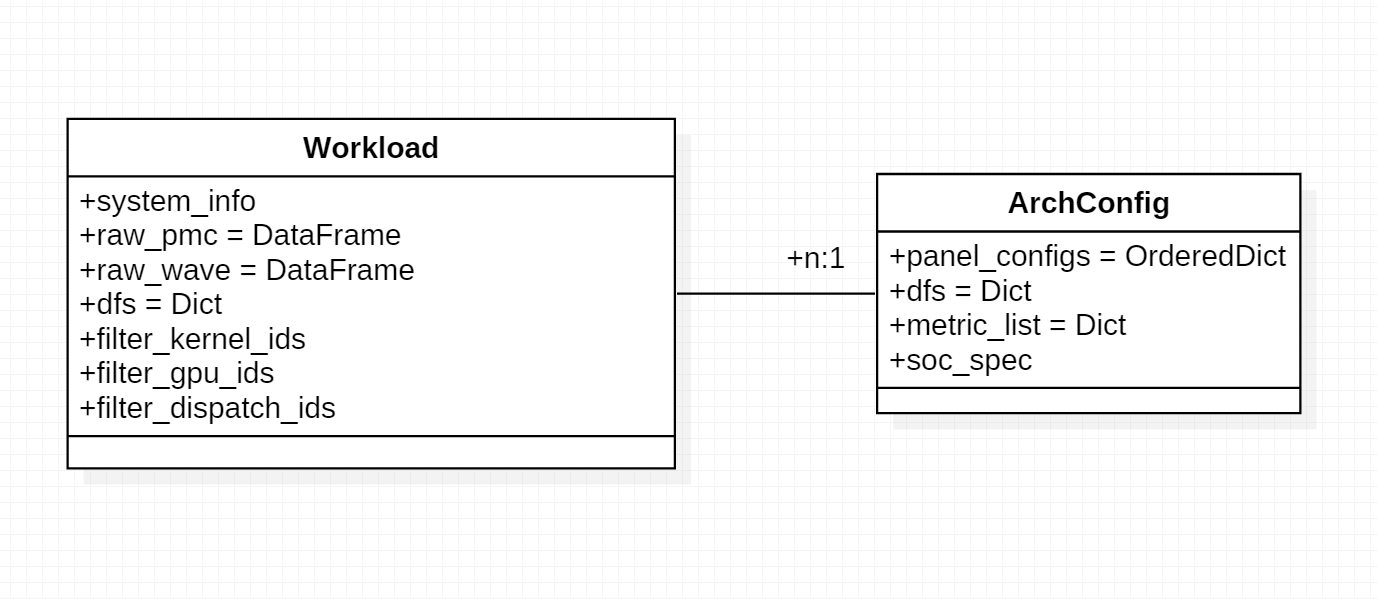 Workload
+system_info
+raw_pmc = DataFrame
+raw_wave = DataFrame
+dfs = Dict
+filter_kernel_ids
+filter_gpu_ids
+filter_dispatch_ids
+n:1
ArchConfig
+panel_configs = OrderedDict
+dfs = Dict
+metric_list = Dict
+soc_spec